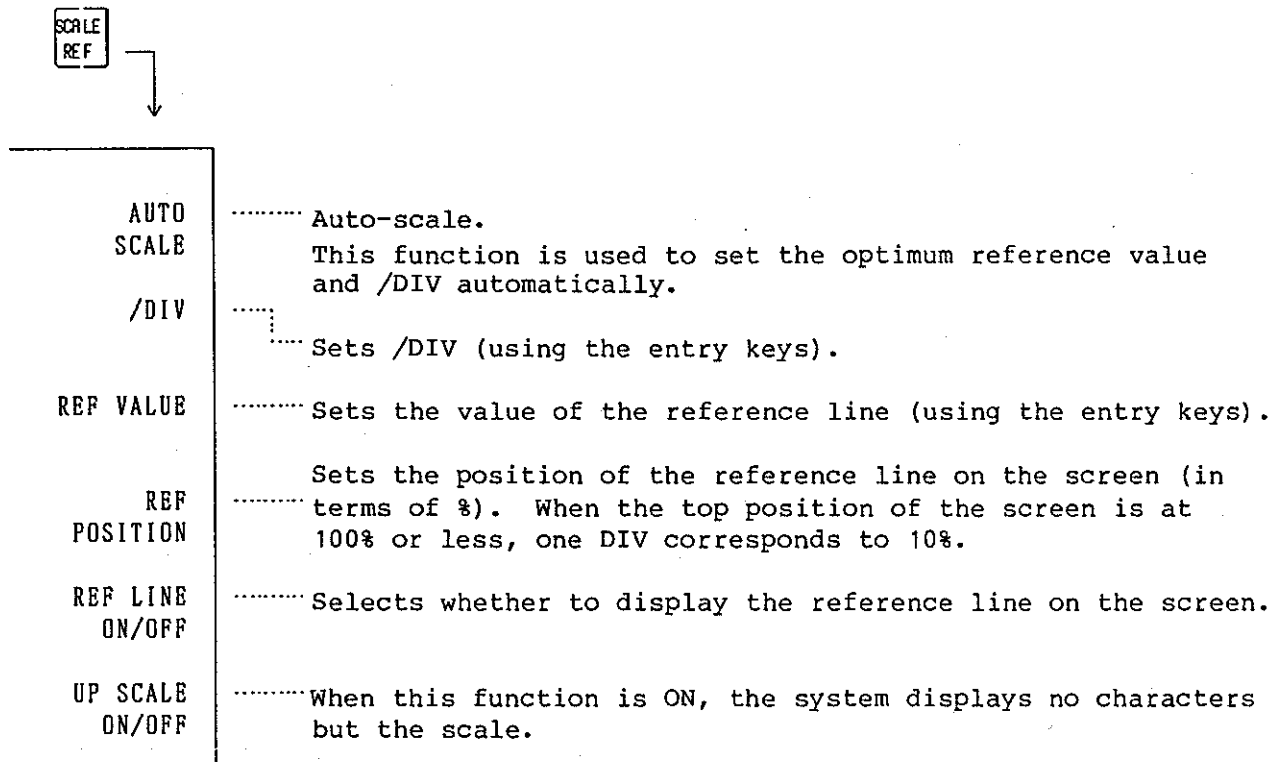 SCALE
REF
AUTO
SCALE
Auto-scale.
This function is used to set the optimum reference value
and /DIV automatically.
/DIV
Sets /DIV (using the entry keys).
REF VALUE
Sets the value of the reference line (using the entry keys).
REF
POSITION
Sets the position of the reference line on the screen (in
terms of %). When the top position of the screen is at
100% or less, one DIV corresponds to 10%.
REF LINE
ON/OFF
Selects whether to display the reference line on the screen.
UP SCALE
ON/OFF
When this function is ON, the system displays no characters
but the scale.